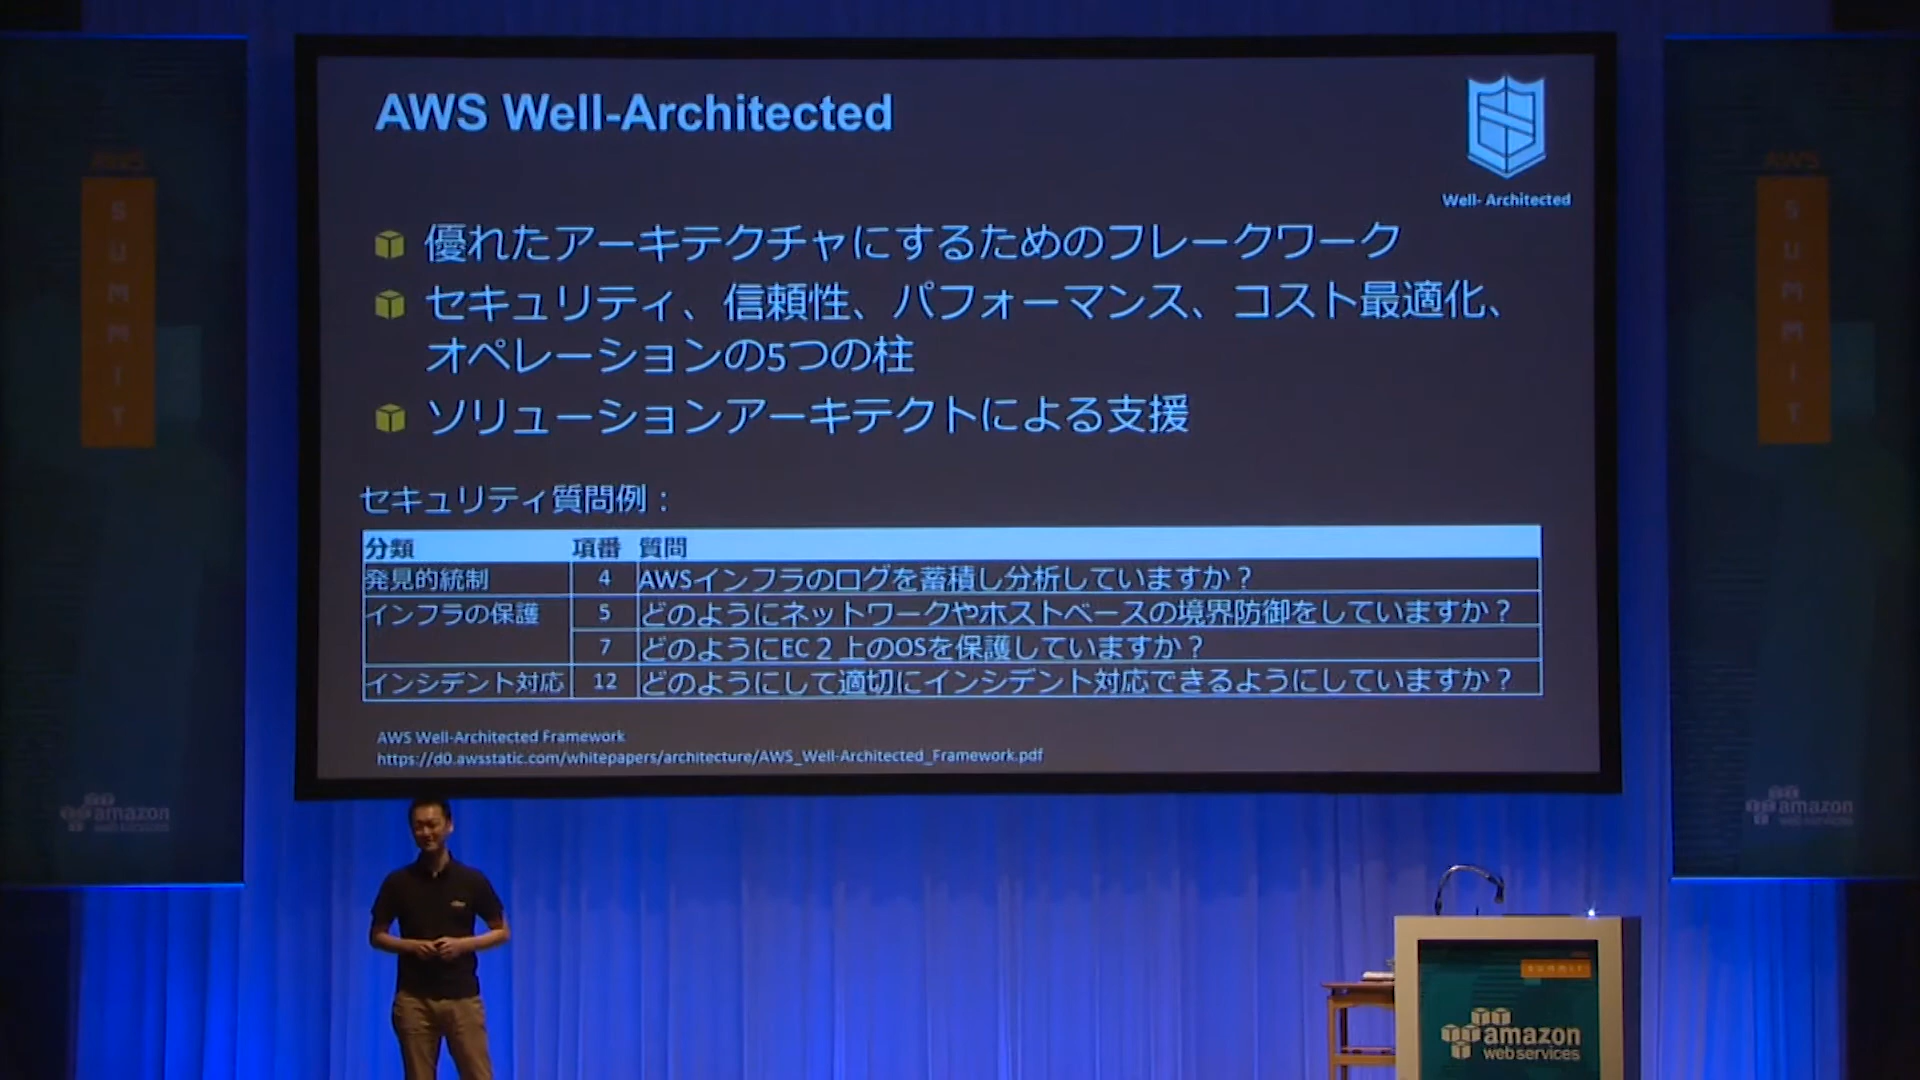 AWS Well-Architected
Well- Architected
優れたアーキテクチャにするためのフレークワーク
セキュリティ、信頼性、パフォーマンス、コスト最適化、
オペレーションの5つの柱
ソリューションアーキテクトによる支援
セキュリティ質問例：
分類 項番 質問
発見的統制 4 AWSインフラのログを蓄積し分析していますか？
インフラの保護 5 どのようにネットワークやホストベースの境界防御をしていますか？
7 どのようにEC２上のOSを保護していますか？
インシデント対応 12 どのようにして適切にインシデント対応できるようにしていますか？
AWS Well-Architected Framework
https://d0.awsstatic.com/whitepapers/architecture/AWS_Well-Architected_Framework.pdf
AWS
SUMMIT
amazon
web services
AWS
SUMMIT
amazon
web services
SUMMIT
amazon
web services